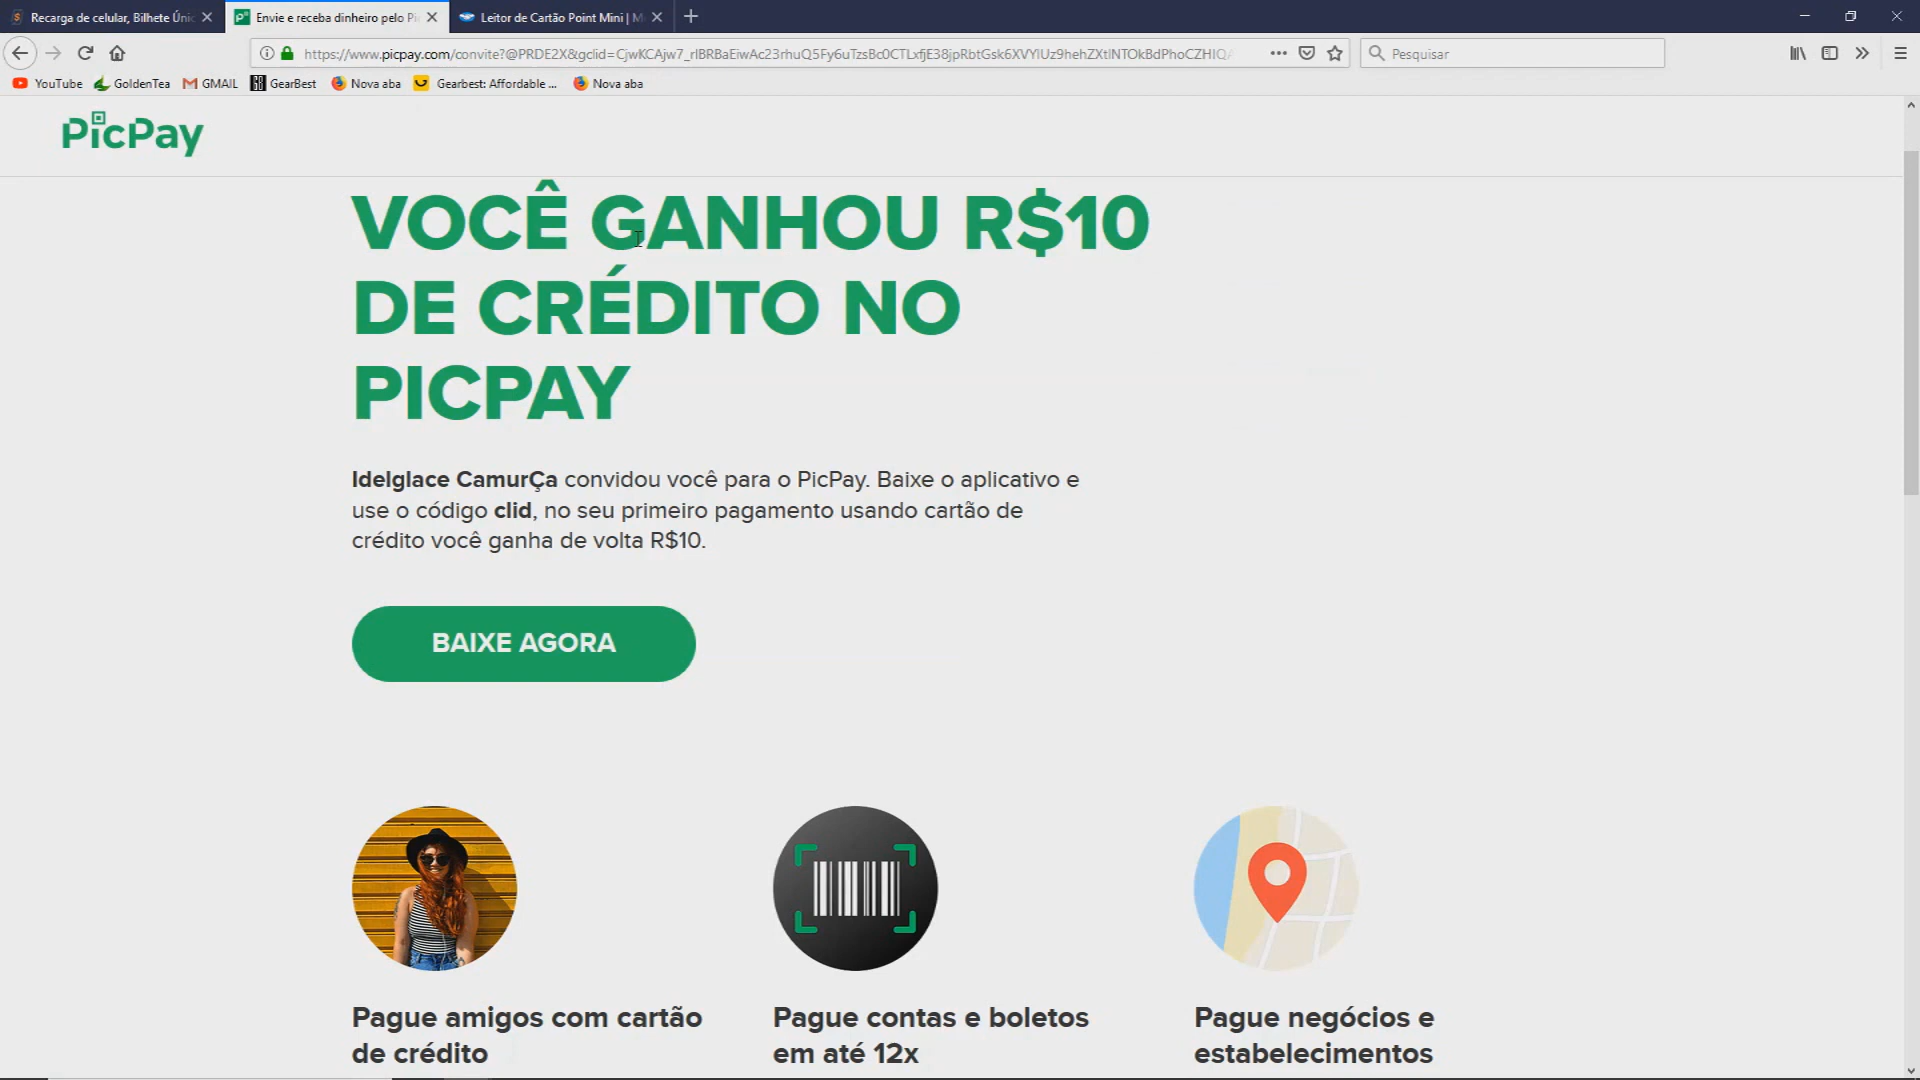 Recarga de celular, Bilhete Úni
Envie e receba dinheiro pelo Pi
Leitor de Cartão Point Mini | M
https://www.picpay.com/convite?@PRDE2X&gclid=CjwKCAjw7_rlBRBaEiwAc23rhuQ5Fy6uTzsBc0CTLxfjE38jpRbtGsk6XVYlUz9hehZXtlNTOkBdPhoCZHIQA
Pesquisar
YouTube
GoldenTea
GMAIL
GearBest
Nova aba
Gearbest: Affordable ...
Nova aba
PicPay
VOCÊ GANHOU R$10
DE CRÉDITO NO
PICPAY
Idelglace CamurÇa convidou você para o PicPay. Baixe o aplicativo e
use o código clid, no seu primeiro pagamento usando cartão de
crédito você ganha de volta R$10.
BAIXE AGORA
Pague amigos com cartão
de crédito
Pague contas e boletos
em até 12x
Pague negócios e
estabelecimentos